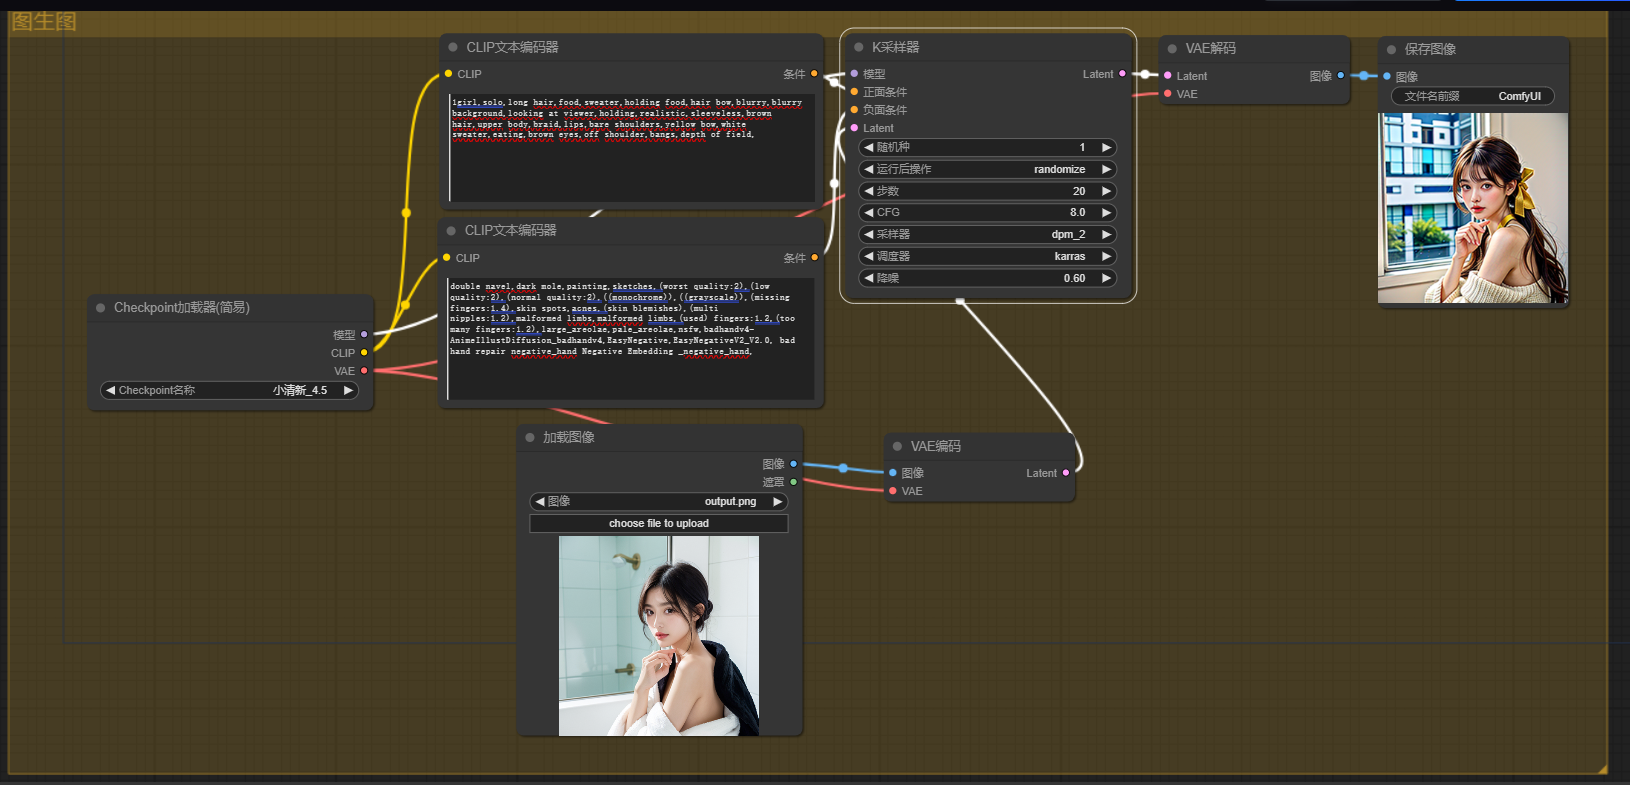 图生图
CLIP文本编码器
CLIP
条件
1girl,solo,long hair,food,sweater,holding food,hair bow,blurry,blurry
background,looking at viewer,holding,realistic,sleeveless,brown
hair,upper body,braid,lips,bare shoulders,yellow bow,white
sweater,eating,brown eyes,off shoulder,bangs,depth of field,
CLIP文本编码器
CLIP
条件
double navel,dark mole,painting,sketches,(worst quality:2),(low
quality:2),(normal quality:2),((monochrome)),((grayscale)),(missing
fingers:1.4),skin spots,acnes,(skin blemishes),(multi
nipples:1.2),malformed limbs,malformed limbs,(used) fingers:1.2,(too
many fingers:1.2),large_areolae,pale_areolae,nsfw,badhandv4-
AnimeIllustDiffusion_badhandv4,EasyNegative,EasyNegativeV2_V2.0, bad
hand repair negative_hand Negative Embedding _negative_hand,
Checkpoint加载器(简易)
模型
CLIP
VAE
Checkpoint名称
小清新_4.5
K采样器
模型
Latent
正面条件
负面条件
Latent
随机种
1
运行后操作
randomize
步数
20
CFG
8.0
采样器
dpm_2
调度器
karras
降噪
0.60
VAE解码
Latent
图像
VAE
保存图像
图像
文件名前缀
ComfyUI
加载图像
图像
遮罩
图像
output.png
choose file to upload
VAE编码
图像
Latent
VAE